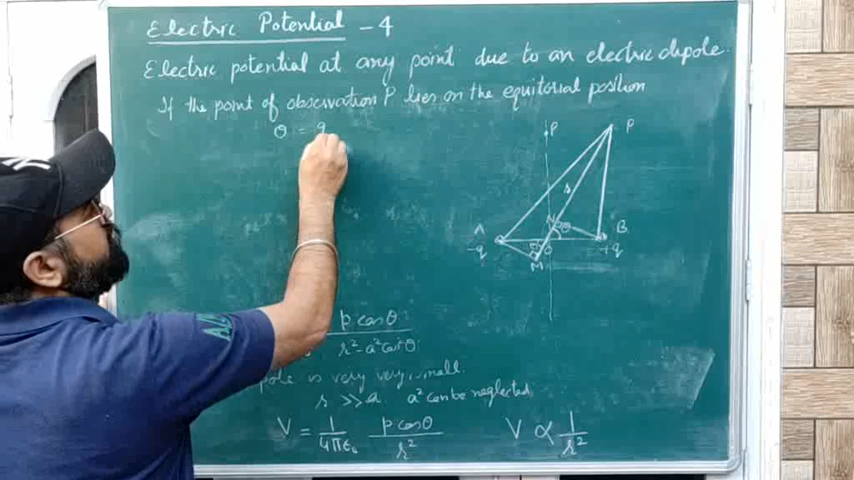 Electric Potential - 4
Electric potential at any point due to an electric dipole.
If the point of observation P lies on the equitorial position
θ = 9
P
P
r
A
N
θ
B
-q
θ
O
+q
M
p cosθ
r² - a² cos²θ
is very very small.
r >> a. a² can be neglected
V = 1/4πε₀ p cosθ/r² V ∝ 1/r²